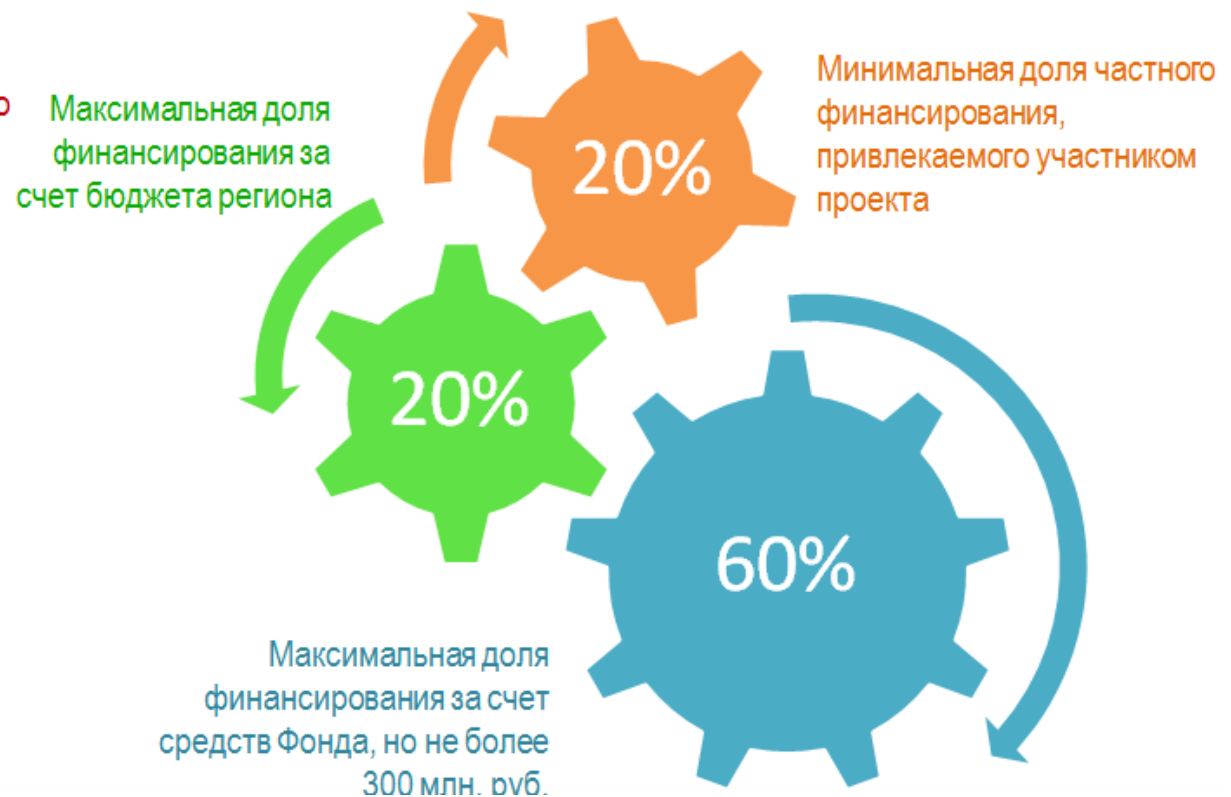 Максимальная доля
финансирования за
счет бюджета региона
20%
Минимальная доля частного
финансирования,
привлекаемого участником
проекта
20%
60%
Максимальная доля
финансирования за счет
средств Фонда, но не более
300 млн. руб.